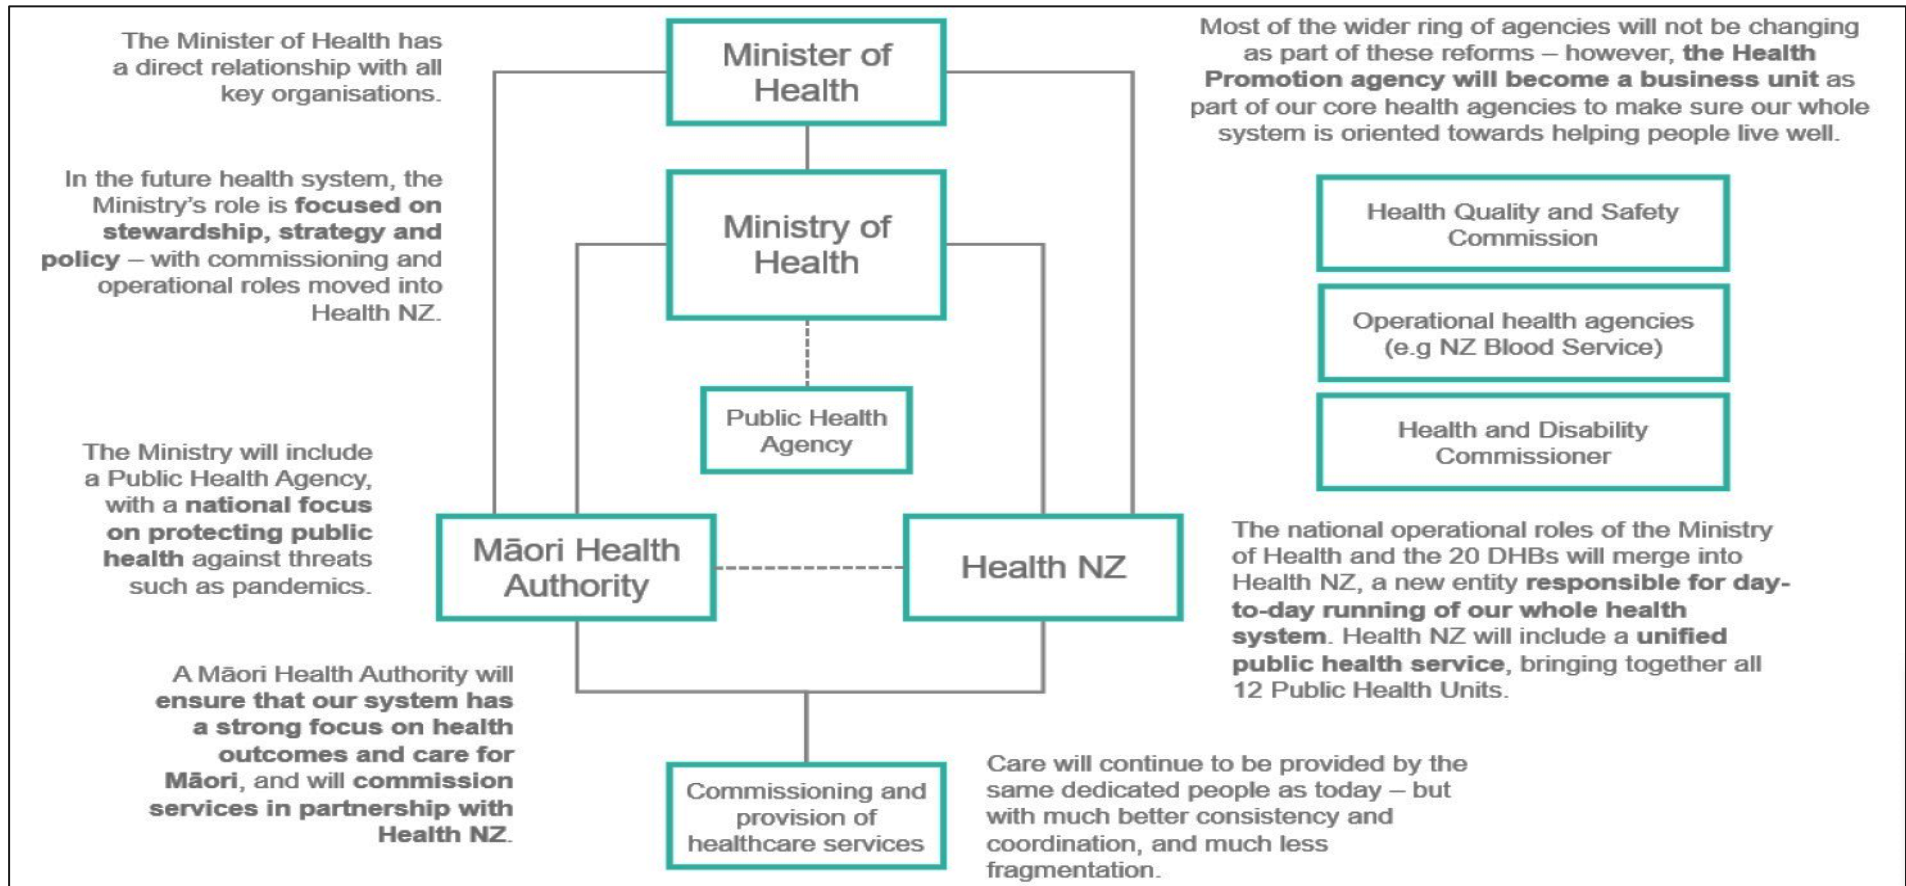 The Minister of Health has
a direct relationship with all
key organisations.
Minister of
Health
Most of the wider ring of agencies will not be changing
as part of these reforms – however, the Health
Promotion agency will become a business unit as
part of our core health agencies to make sure our whole
system is oriented towards helping people live well.
In the future health system, the
Ministry's role is focused on
stewardship, strategy and
policy – with commissioning and
operational roles moved into
Health NZ.
Ministry of
Health
Health Quality and Safety
Commission
Operational health agencies
(e.g NZ Blood Service)
Health and Disability
Commissioner
Public Health
Agency
The Ministry will include
a Public Health Agency,
with a national focus
on protecting public
health against threats
such as pandemics.
Māori Health
Authority
Health NZ
The national operational roles of the Ministry
of Health and the 20 DHBs will merge into
Health NZ, a new entity responsible for day-
to-day running of our whole health
system. Health NZ will include a unified
public health service, bringing together all
12 Public Health Units.
A Māori Health Authority will
ensure that our system has
a strong focus on health
outcomes and care for
Māori, and will commission
services in partnership with
Health NZ.
Commissioning and
provision of
healthcare services
Care will continue to be provided by the
same dedicated people as today – but
with much better consistency and
coordination, and much less
fragmentation.